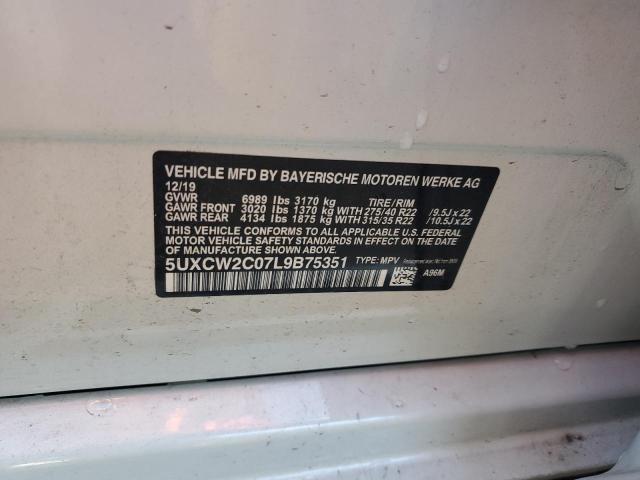 VEHICLE MFD BY BAYERISCHE MOTOREN WERKE AG
12/19
GVWR 6989 lbs 3170 kg TIRE/RIM
GAWR FRONT 3020 lbs 1370 kg WITH 275/40 R22 /9.5J x 22
GAWR REAR 4134 lbs 1875 kg WITH 315/35 R22 /10.5J x 22
THIS VEHICLE CONFORMS TO ALL APPLICABLE U.S. FEDERAL
MOTOR VEHICLE SAFETY STANDARDS IN EFFECT ON THE DATE OF
MANUFACTURE SHOWN ABOVE.
5UXCW2C07L9B75351 TYPE: MPV
A96M